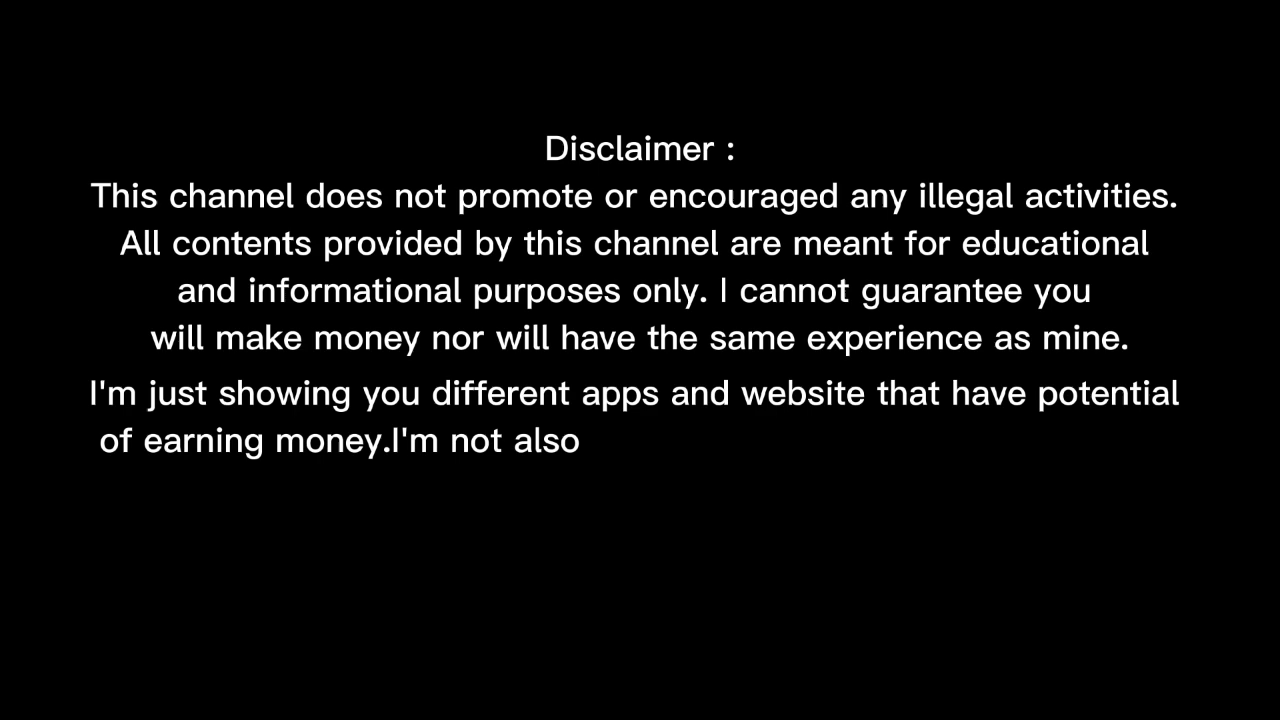 Disclaimer :
This channel does not promote or encouraged any illegal activities.
All contents provided by this channel are meant for educational
and informational purposes only. I cannot guarantee you
will make money nor will have the same experience as mine.
I'm just showing you different apps and website that have potential
of earning money.I'm not also